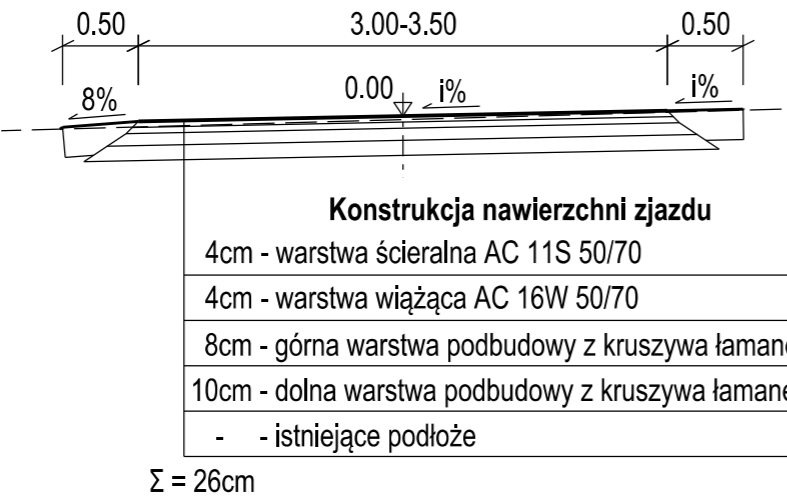 0.50 3.00-3.50 0.50
8% 0.00 i% i%
Konstrukcja nawierzchni zjazdu
4cm - warstwa ścieralna AC 11S 50/70
4cm - warstwa wiążąca AC 16W 50/70
8cm - górna warstwa podbudowy z kruszywa
10cm - dolna warstwa podbudowy z kruszywa
- - istniejące podłoże
Σ = 26cm